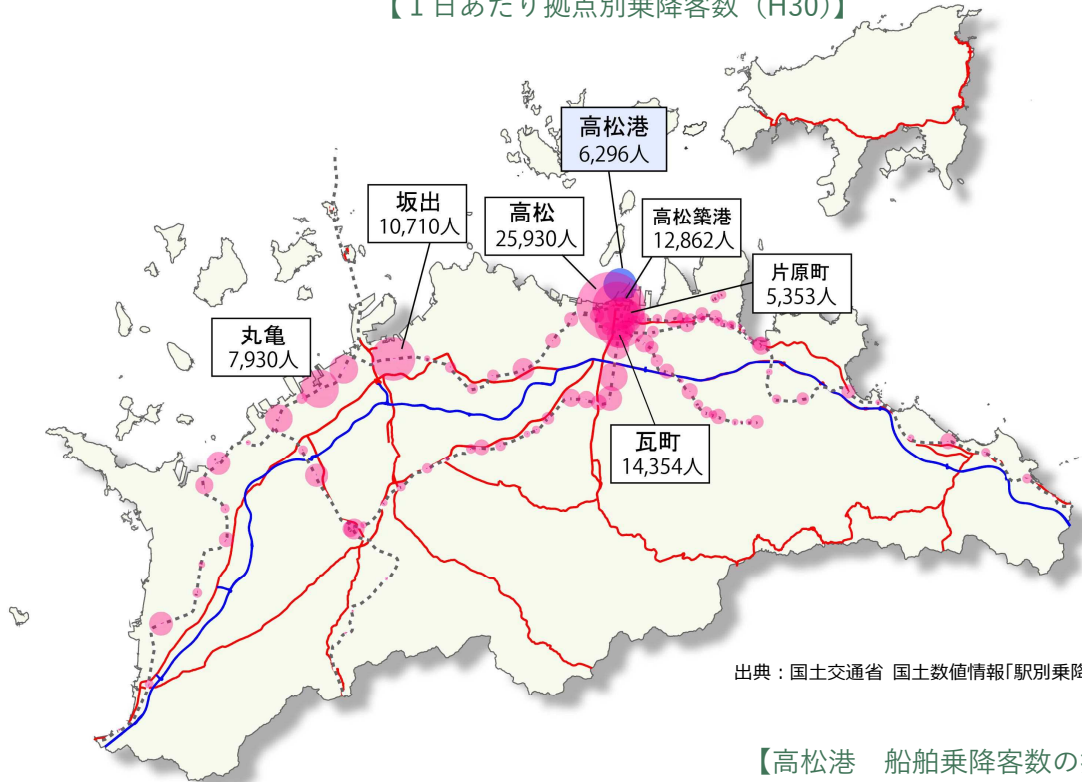 【1日あたり拠点別乗降客数（H30）】
高松港
6,296人
坂出
10,710人
高松
25,930人
高松築港
12,862人
片原町
5,353人
丸亀
7,930人
瓦町
14,354人
出典：国土交通省 国土数値情報「駅別乗降
【高松港　船舶乗降客数の